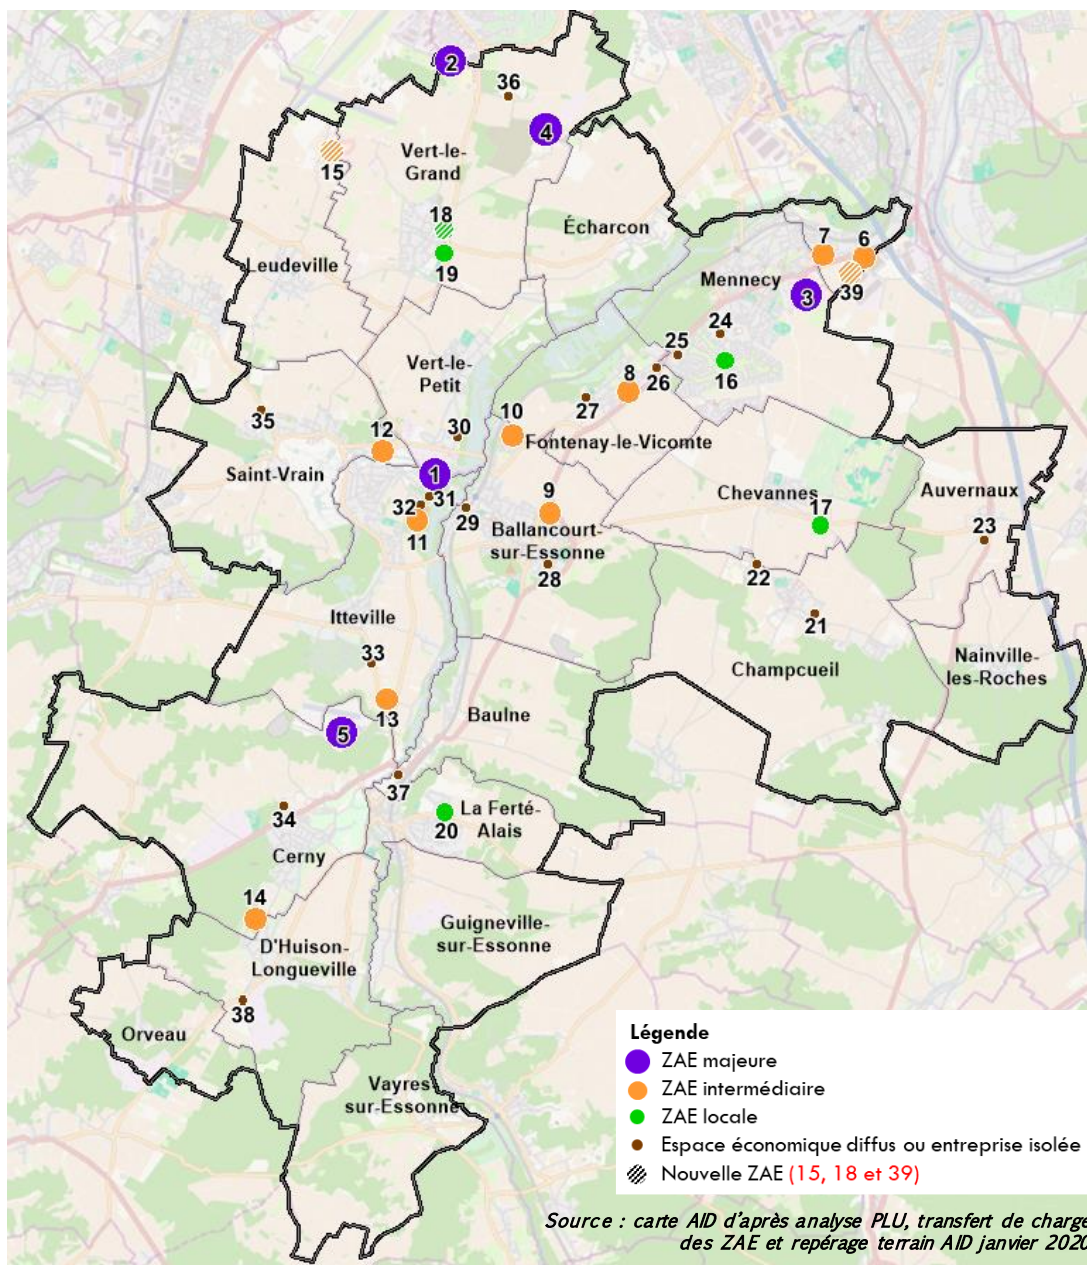 2
36
4
Vert-le-
Grand
15
18
Écharcon
19
Leudeville
7
6
Mennecy
39
3
24
25
16
26
Vert-le-
Petit
8
27
35
12
30
10
Fontenay-le-Vicomte
Saint-Vrain
1
31
32
11
29
9
Ballancourt-
sur-Essonne
28
Chevannes
17
Auvernaux
23
22
21
Itteville
33
13
Champcueil
Nainville-
les-Roches
Baulne
5
37
34
Cerny
20
La Ferté-
Alais
14
D'Huison-
Longueville
Guigneville-
sur-Essonne
38
Orveau
Vayres
sur-Essonne
Légende
ZAE majeure
ZAE intermédiaire
ZAE locale
Espace économique diffus ou entreprise isolée
Nouvelle ZAE (15, 18 et 39)
Source : carte AID d'après analyse PLU, transfert de charge
des ZAE et repérage terrain AID janvier 2020